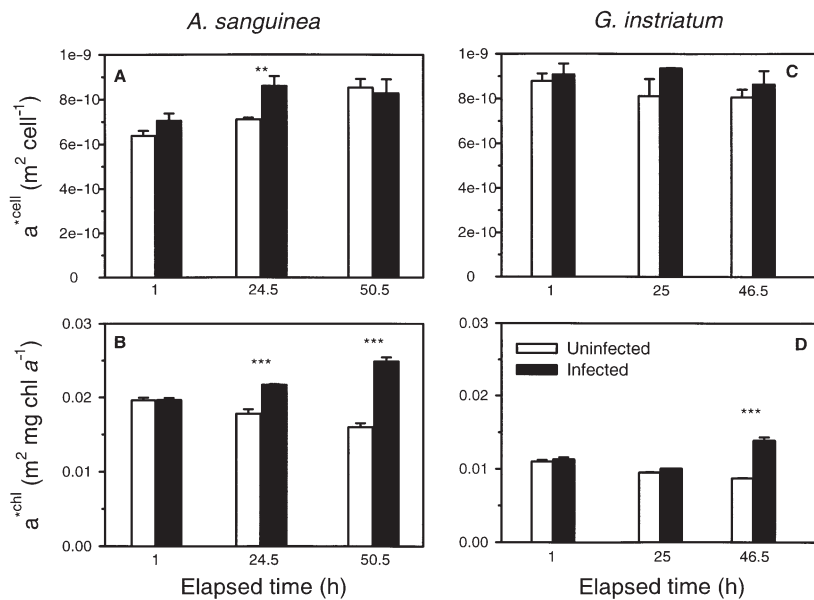 A. sanguinea
G. instriatum
a*cell (m2 cell-1)
1e-9
8e-10
6e-10
4e-10
2e-10
0
A
**
1
24.5
50.5
1e-9
8e-10
6e-10
4e-10
2e-10
0
C
1
25
46.5
a*chl (m2 mg chl a-1)
0.03
0.02
0.01
0.00
B
***
***
1
24.5
50.5
Elapsed time (h)
0.03
0.02
0.01
0.00
Uninfected
Infected
D
***
1
25
46.5
Elapsed time (h)